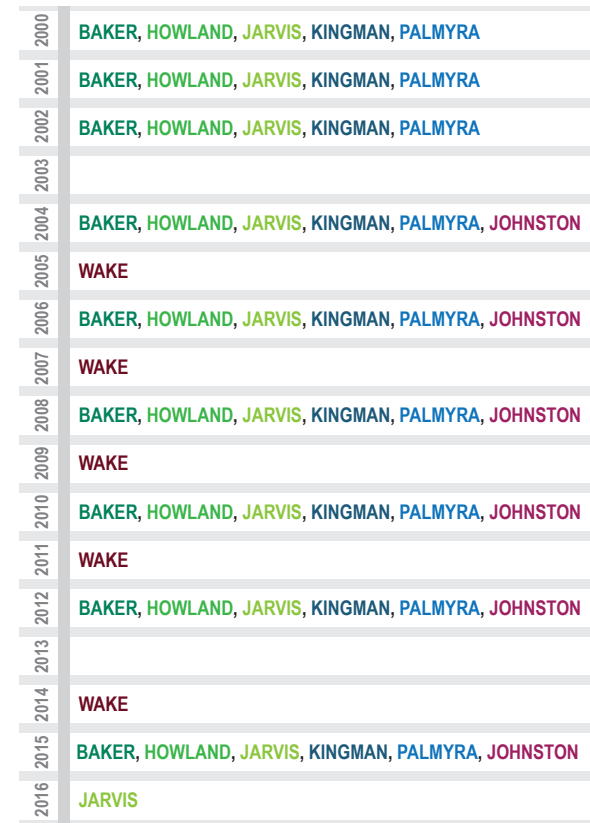 2000 BAKER, HOWLAND, JARVIS, KINGMAN, PALMYRA
2001 BAKER, HOWLAND, JARVIS, KINGMAN, PALMYRA
2002 BAKER, HOWLAND, JARVIS, KINGMAN, PALMYRA
2003
2004 BAKER, HOWLAND, JARVIS, KINGMAN, PALMYRA, JOHNSTON
2005 WAKE
2006 BAKER, HOWLAND, JARVIS, KINGMAN, PALMYRA, JOHNSTON
2007 WAKE
2008 BAKER, HOWLAND, JARVIS, KINGMAN, PALMYRA, JOHNSTON
2009 WAKE
2010 BAKER, HOWLAND, JARVIS, KINGMAN, PALMYRA, JOHNSTON
2011 WAKE
2012 BAKER, HOWLAND, JARVIS, KINGMAN, PALMYRA, JOHNSTON
2013
2014 WAKE
2015 BAKER, HOWLAND, JARVIS, KINGMAN, PALMYRA, JOHNSTON
2016 JARVIS